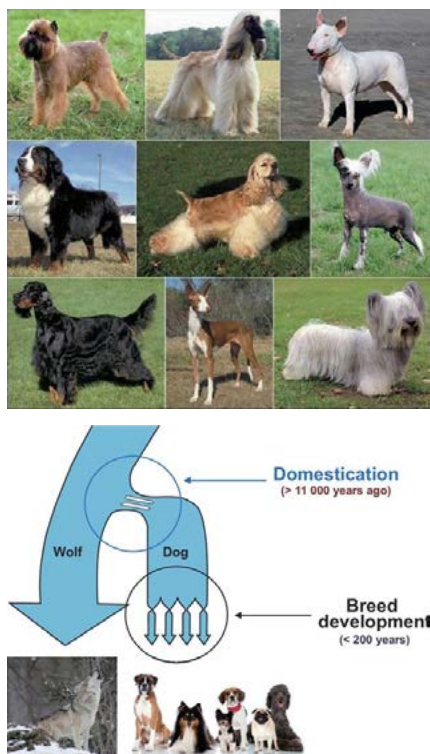 Domestication
(> 11 000 years ago)
Wolf
Dog
Breed
development
(< 200 years)